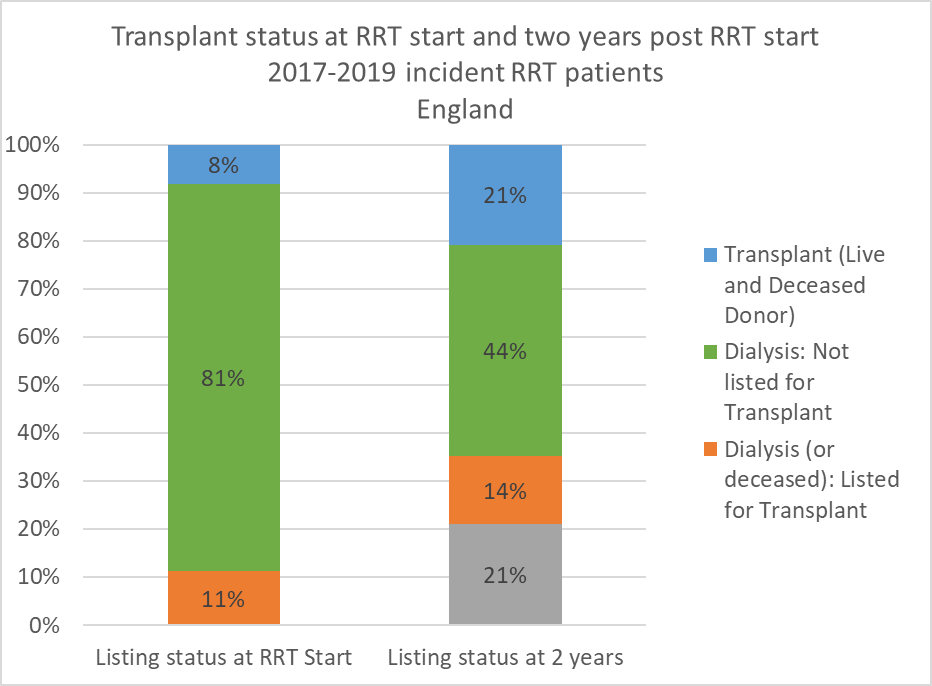 Transplant status at RRT start and two years post RRT start
2017-2019 incident RRT patients
England
100%
90%
80%
70%
60%
50%
40%
30%
20%
10%
0%
8%
81%
11%
21%
44%
14%
21%
Listing status at RRT Start
Listing status at 2 years
Transplant (Live
and Deceased
Donor)
Dialysis: Not
listed for
Transplant
Dialysis (or
deceased): Listed
for Transplant